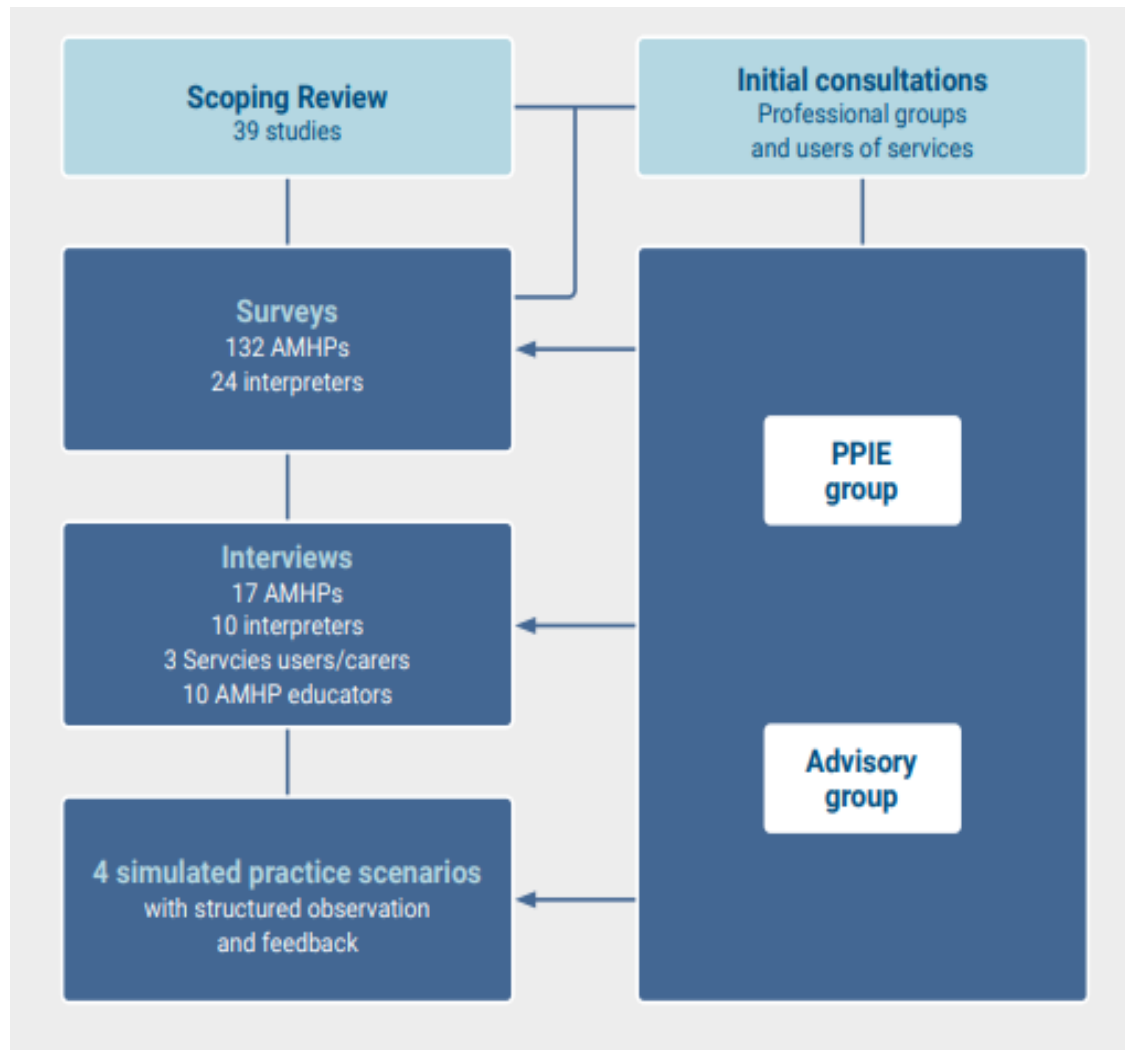 Scoping Review
39 studies
Initial consultations
Professional groups
and users of services
Surveys
132 AMHPs
24 interpreters
Interviews
17 AMHPs
10 interpreters
3 Servcies users/carers
10 AMHP educators
4 simulated practice scenarios
with structured observation
and feedback
PPIE
group
Advisory
group